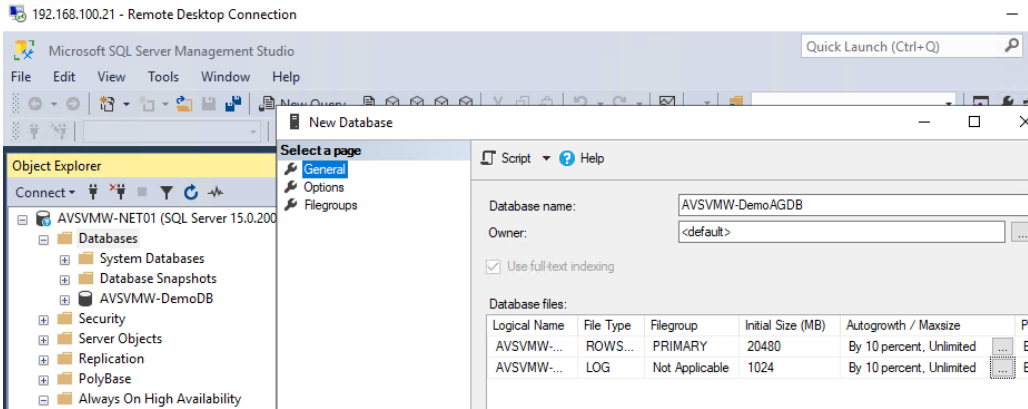 192.168.100.21 - Remote Desktop Connection
Microsoft SQL Server Management Studio
Quick Launch (Ctrl+Q)
File Edit View Tools Window Help
New Query
New Database
Select a page
General
Options
Filegroups
Script Help
Object Explorer
Connect
AVSVMW-NET01 (SQL Server 15.0.200
Databases
System Databases
Database Snapshots
AVSVMW-DemoDB
Security
Server Objects
Replication
PolyBase
Always On High Availability
Database name: AVSVMW-DemoAGDB
Owner: <default>
...
Use full-text indexing
Database files:
Logical Name File Type Filegroup Initial Size (MB) Autogrowth / Maxsize P
AVSVMW-... ROWS... PRIMARY 20480 By 10 percent, Unlimited ... E
AVSVMW-... LOG Not Applicable 1024 By 10 percent, Unlimited ... E